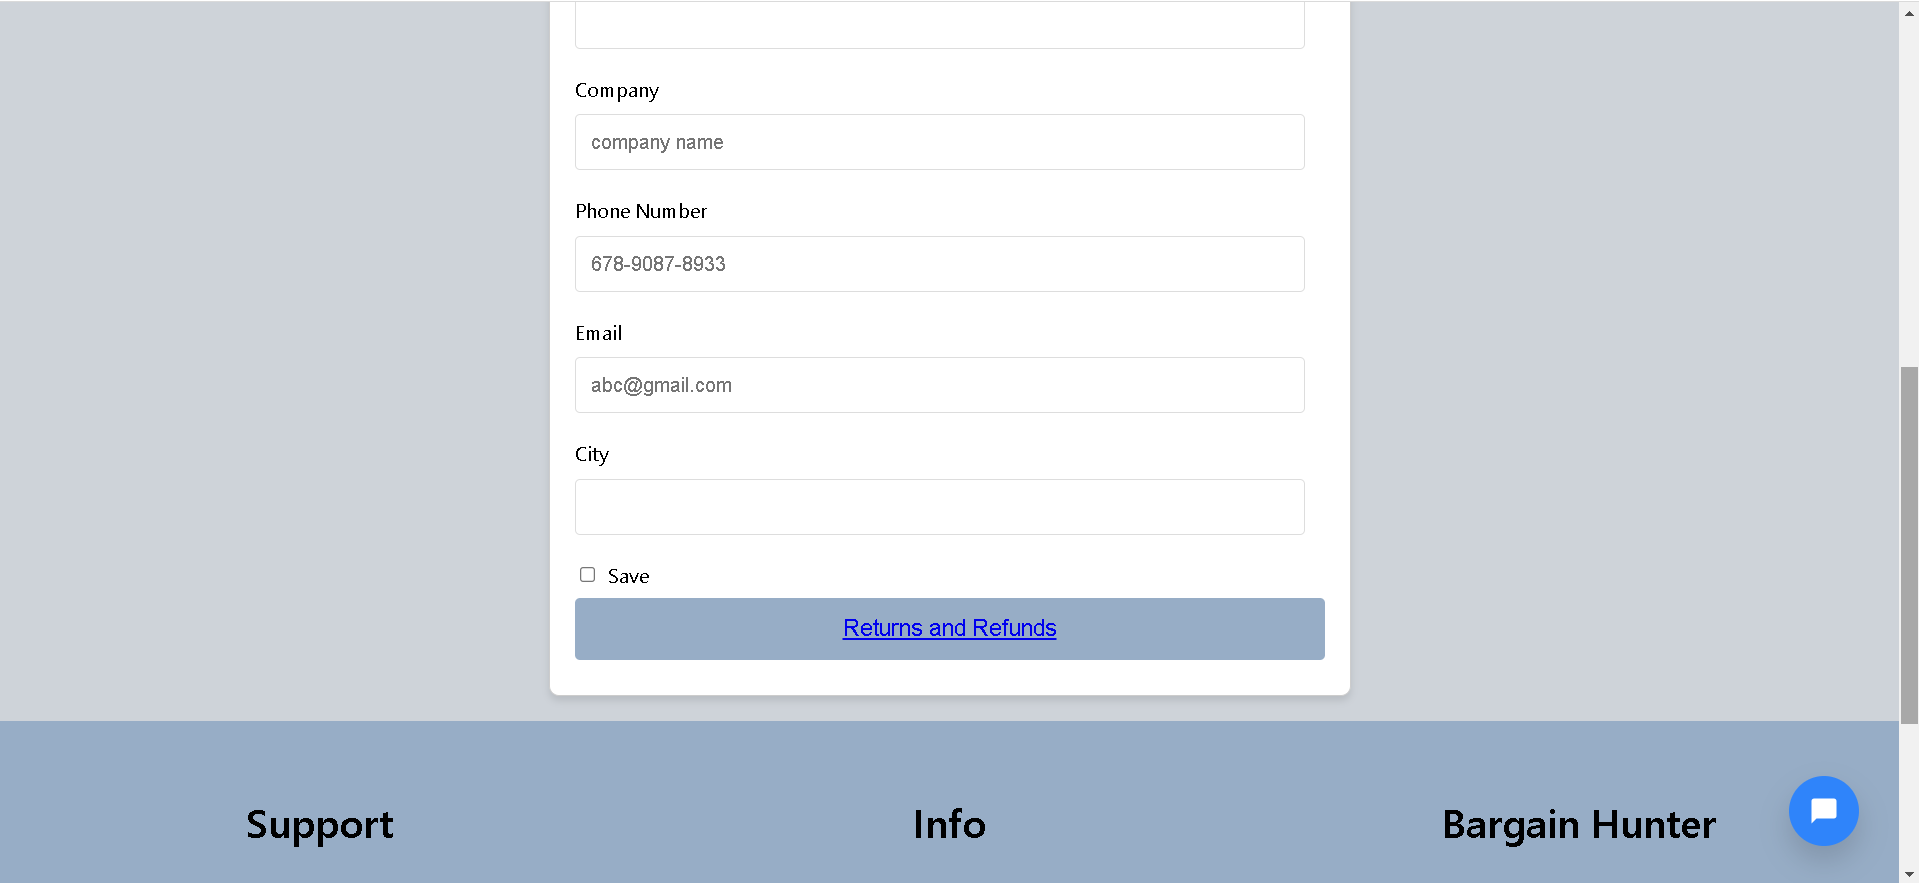 Company
company name
Phone Number
678-9087-8933
Email
abc@gmail.com
City
Save
Returns and Refunds
Support
Info
Bargain Hunter